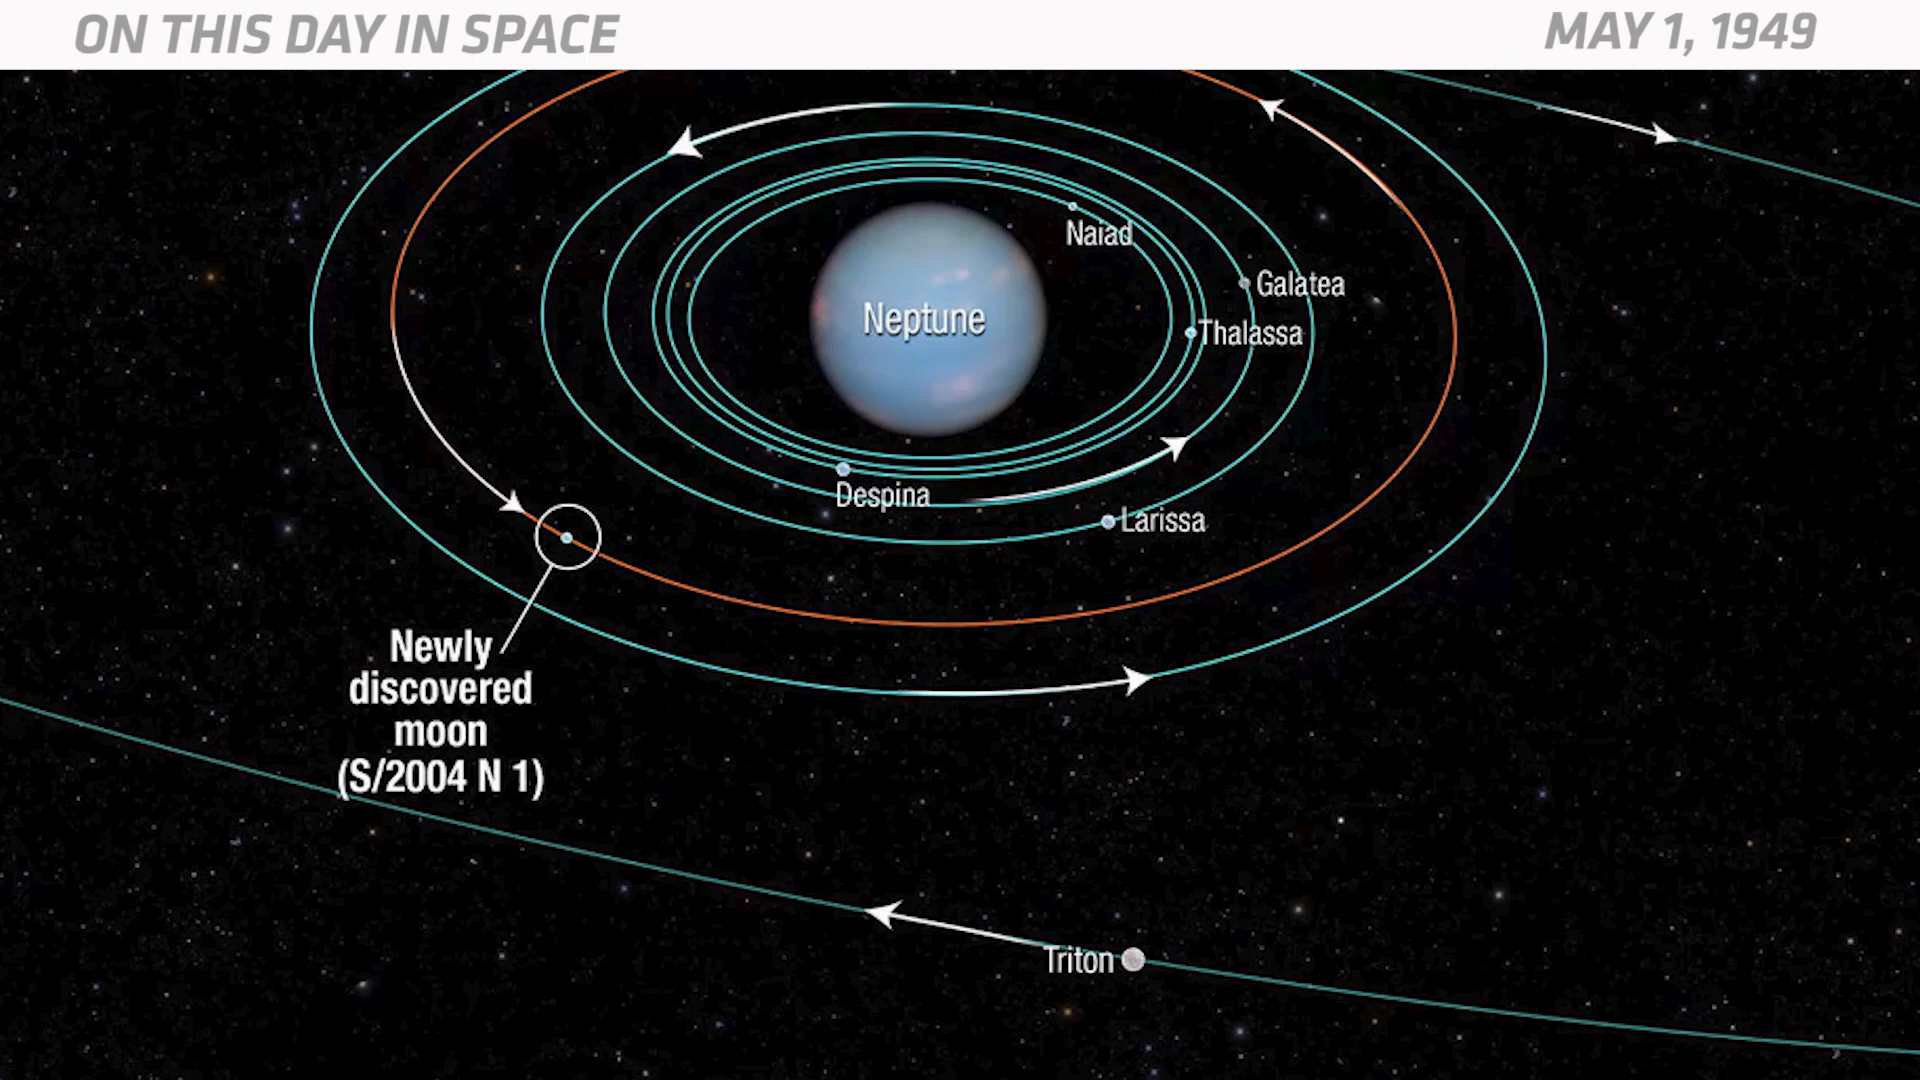 ON THIS DAY IN SPACE
MAY 1, 1949
Naiad
Galatea
Neptune
Thalassa
Despina
Larissa
Newly
discovered
moon
(S/2004 N 1)
Triton